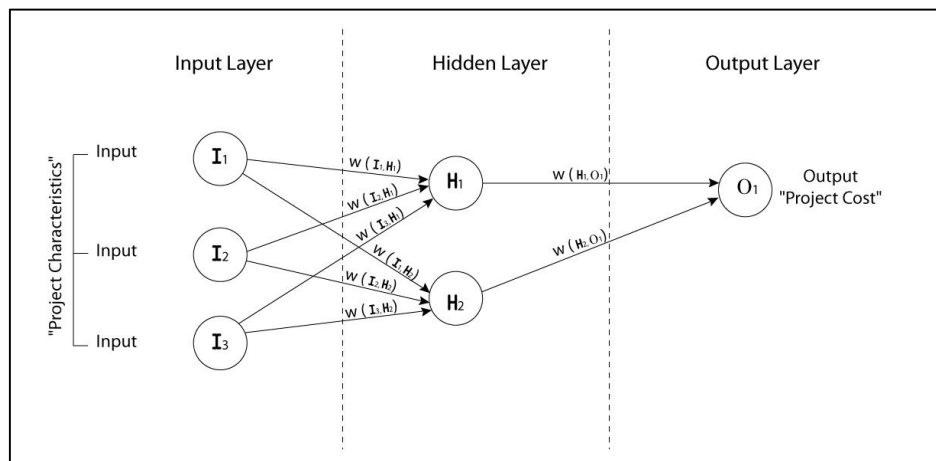 Input Layer
Hidden Layer
Output Layer
"Project Characteristics"
Input
I1
Input
I2
Input
I3
w (I1,H1)
w (I2,H1)
w (I3,H1)
w (I1,H2)
w (I2,H2)
w (I3,H2)
H1
H2
w (H1,O1)
w (H2,O1)
O1
Output
"Project Cost"